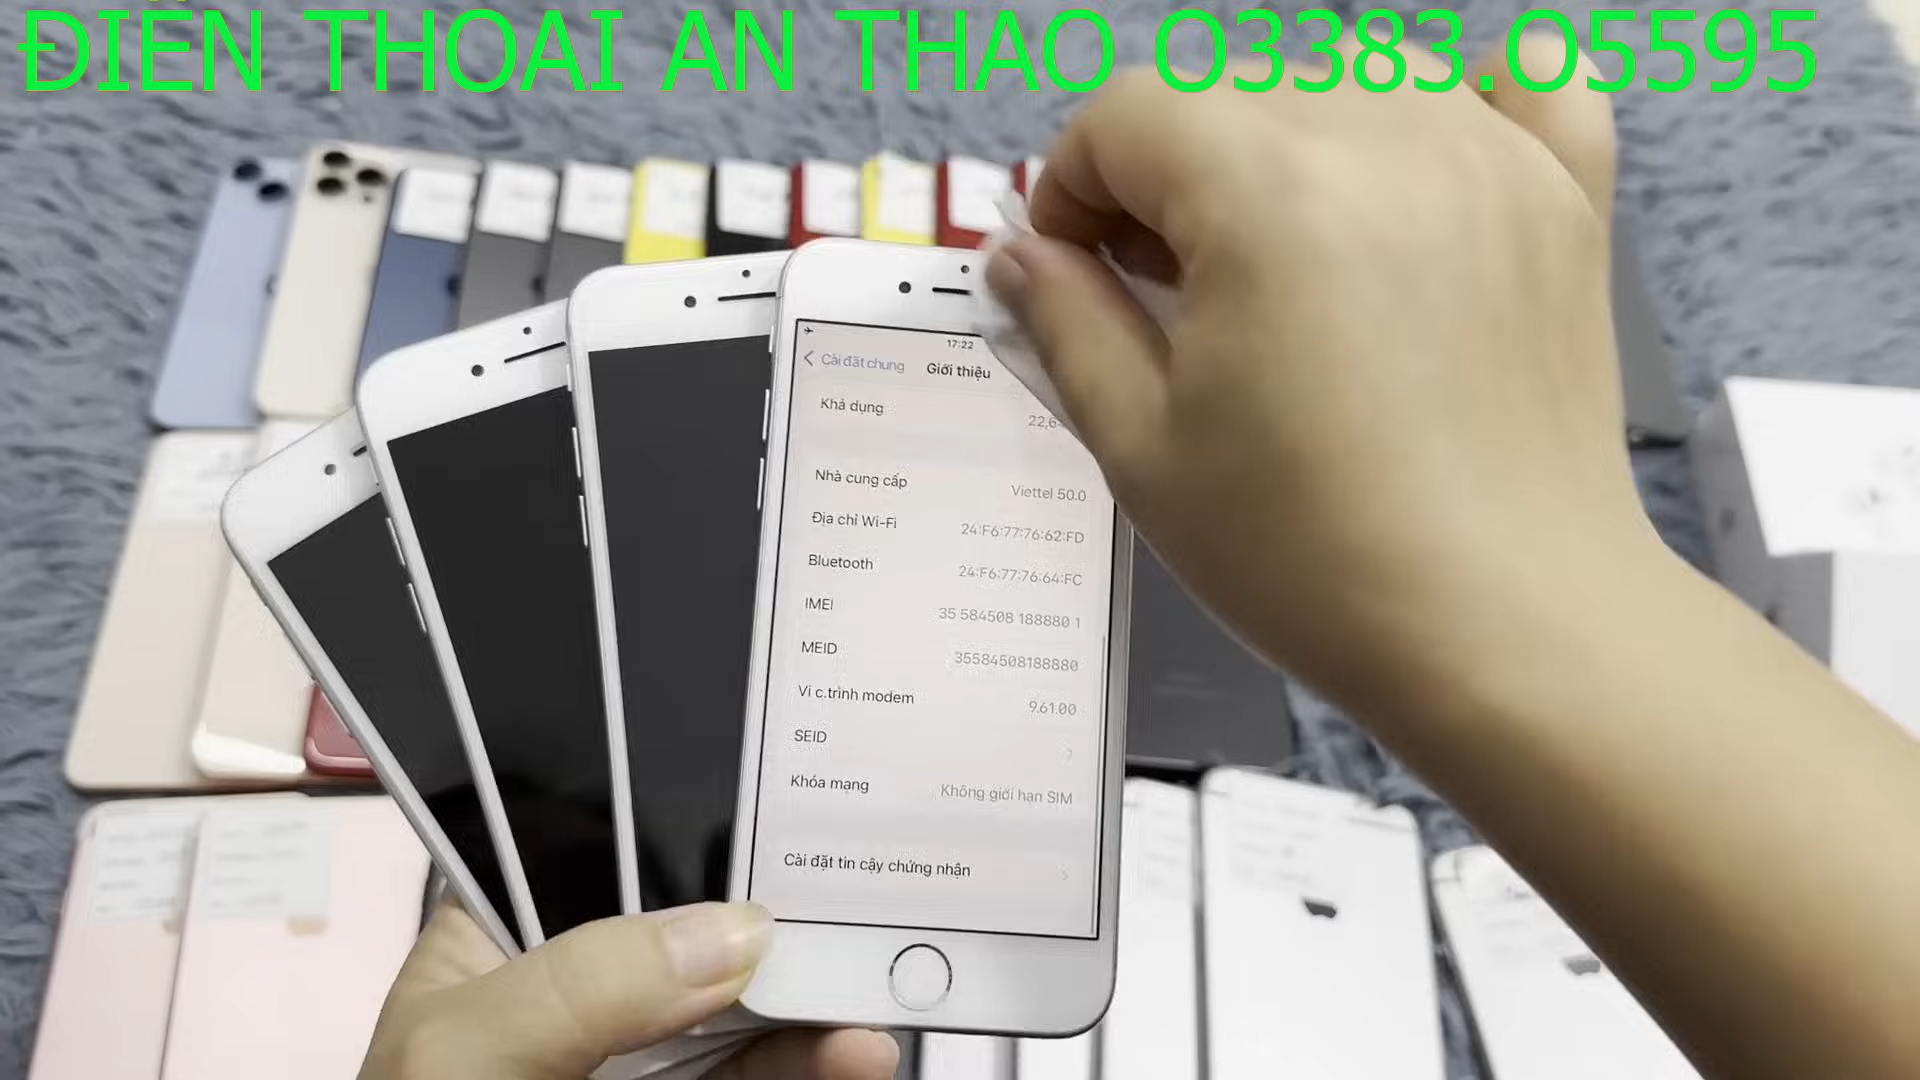 ĐIỆN THOẠI AN THAO O3383.O5595
17:22
Cài đặt chung Giới thiệu
Khả dụng 22,6
Nhà cung cấp Viettel 50.0
Địa chỉ Wi-Fi 24:F6:77:76:62:FD
Bluetooth 24:F6:77:76:64:FC
IMEI 35 584508 188880 1
MEID 35584508188880
Vi c.trình modem 9.61.00
SEID
Khóa mạng Không giới hạn SIM
Cài đặt tin cậy chứng nhận